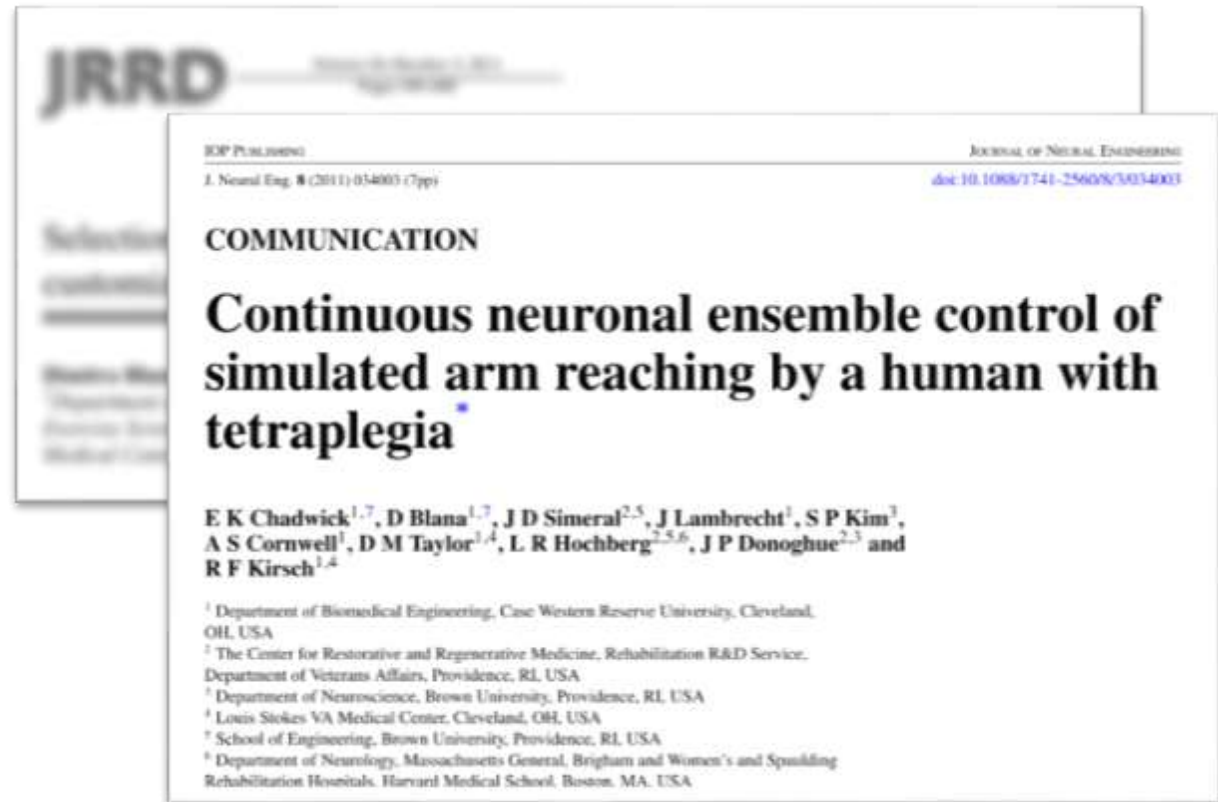 JRRD
Selection
IOP PUBLISHING JOURNAL OF NEURAL ENGINEERING
J. Neural Eng. 8 (2011) 034003 (7pp) doi:10.1088/1741-2560/8/3/034003
COMMUNICATION
Continuous neuronal ensemble control of
simulated arm reaching by a human with
tetraplegia*
E K Chadwick1,7, D Blana1,7, J D Simeral2,5, J Lambrecht1, S P Kim3,
A S Cornwell1, D M Taylor1,4, L R Hochberg2,5,6, J P Donoghue2,3 and
R F Kirsch1,4
1 Department of Biomedical Engineering, Case Western Reserve University, Cleveland,
OH, USA
2 The Center for Restorative and Regenerative Medicine, Rehabilitation R&D Service,
Department of Veterans Affairs, Providence, RI, USA
3 Department of Neuroscience, Brown University, Providence, RI, USA
4 Louis Stokes VA Medical Center, Cleveland, OH, USA
5 School of Engineering, Brown University, Providence, RI, USA
6 Department of Neurology, Massachusetts General, Brigham and Women's and Spaulding
Rehabilitation Hospitals, Harvard Medical School, Boston, MA, USA